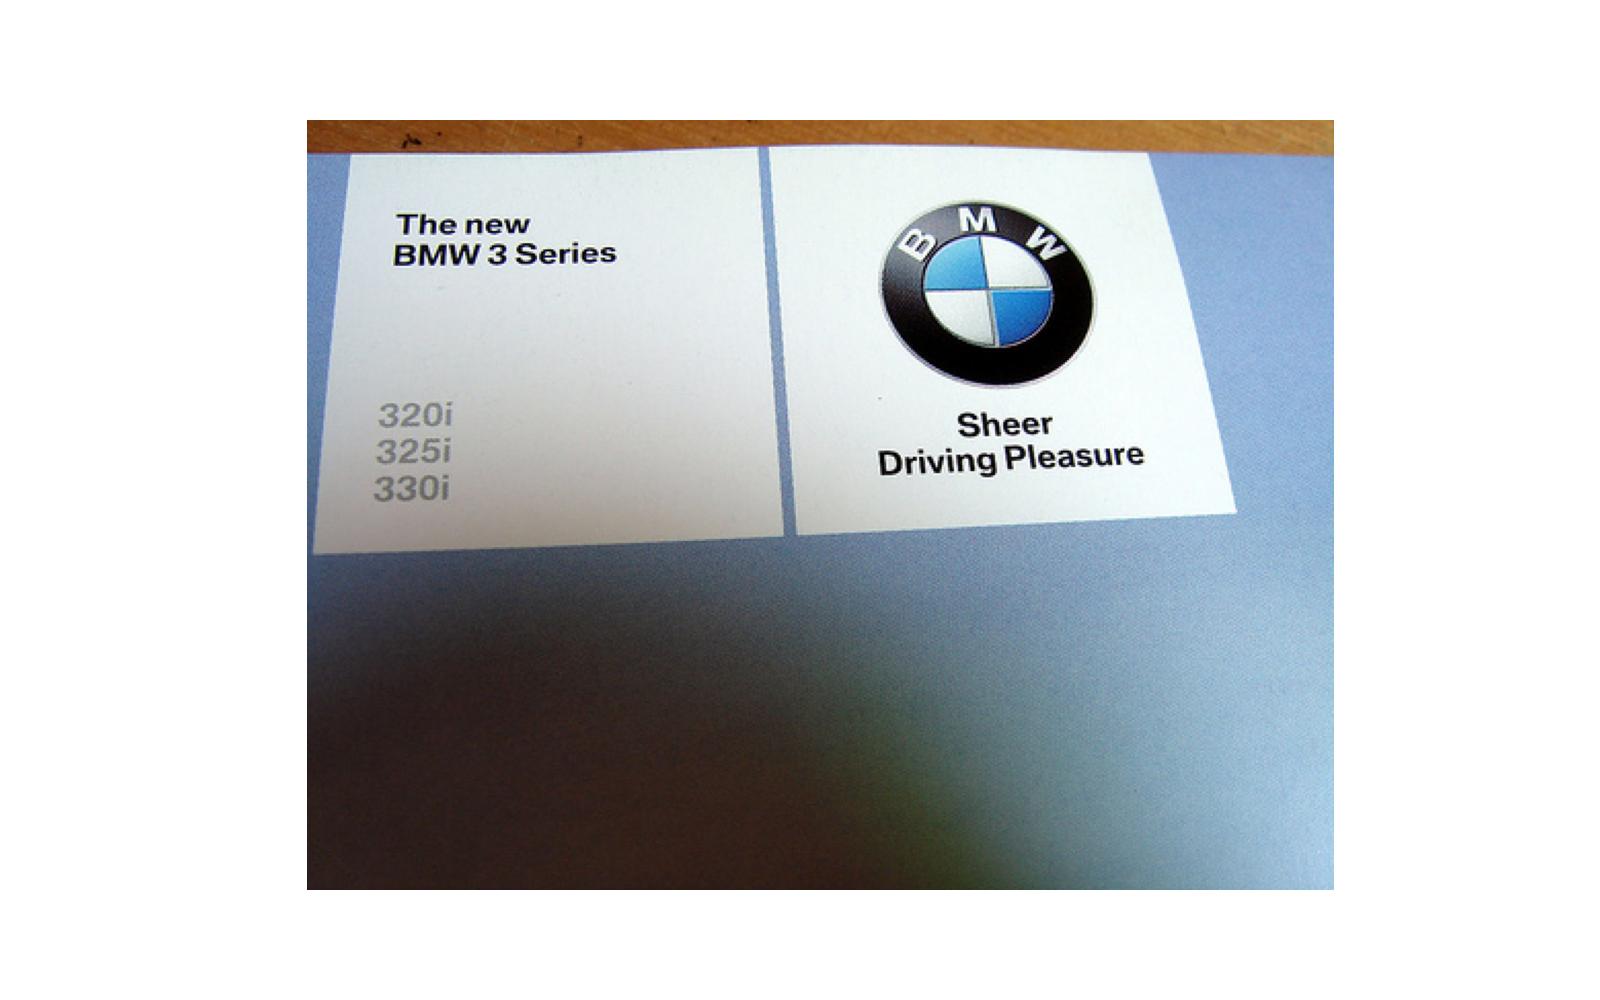 The new
BMW 3 Series
320i
325i
330i
BMW
Sheer
Driving Pleasure